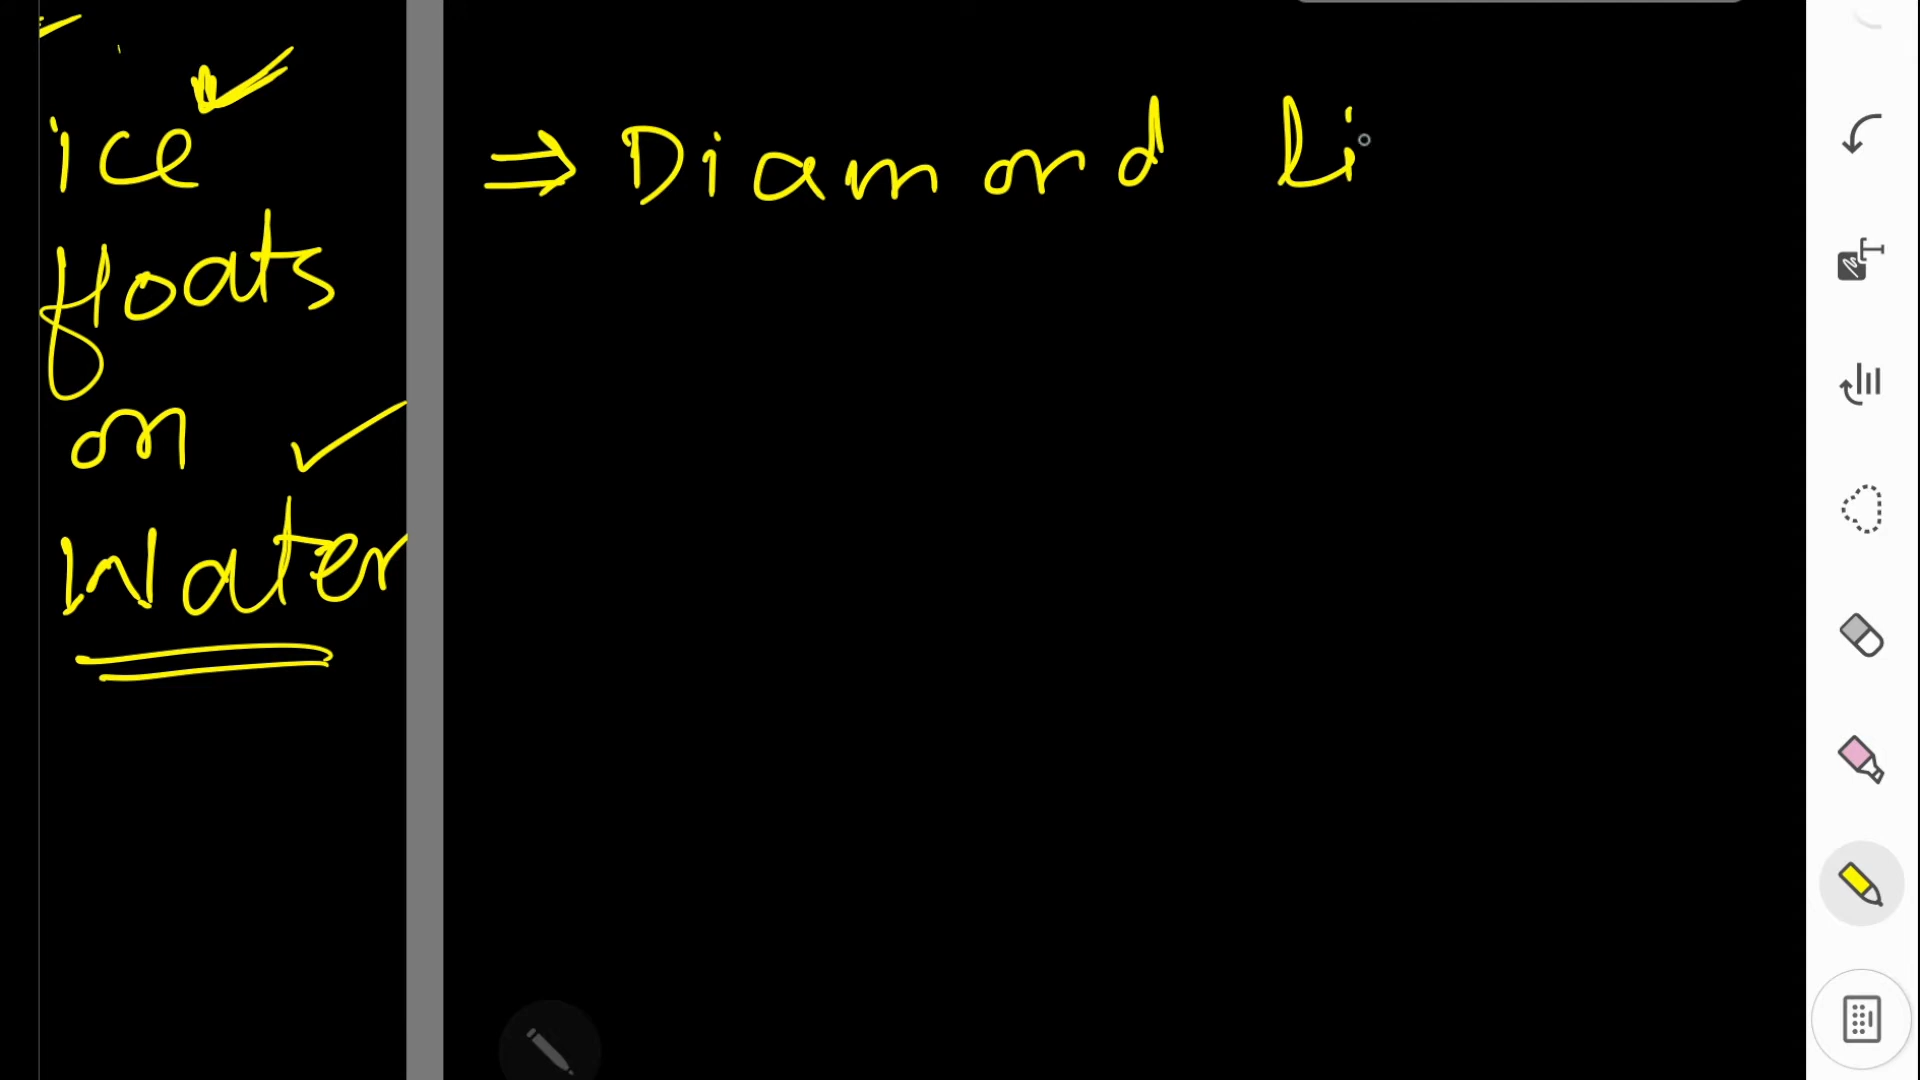 ice
floats
on
Water
⇒ Diamond li